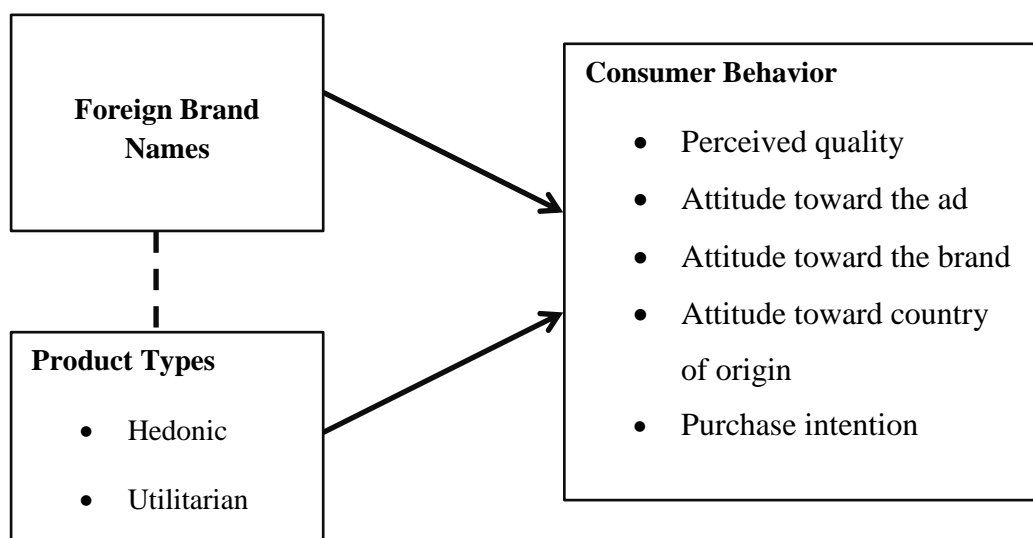 Foreign Brand
Names
Product Types
• Hedonic
• Utilitarian
Consumer Behavior
• Perceived quality
• Attitude toward the ad
• Attitude toward the brand
• Attitude toward country
of origin
• Purchase intention